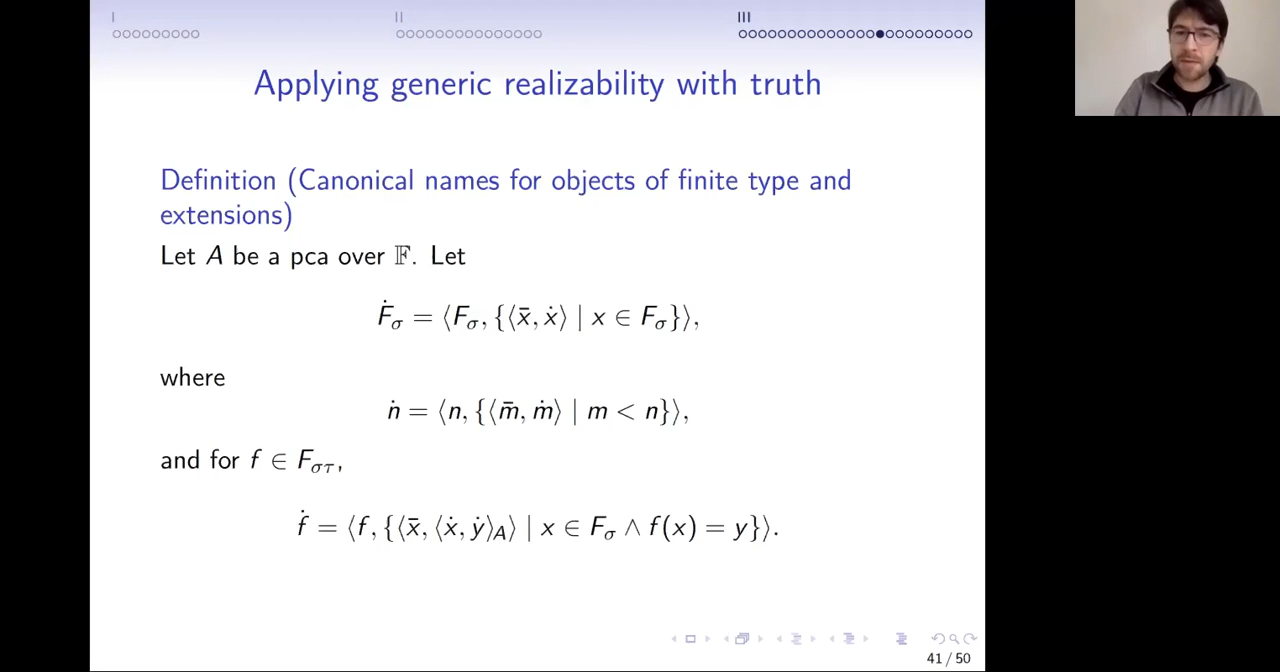 I II III
Applying generic realizability with truth
Definition (Canonical names for objects of finite type and
extensions)
Let A be a pca over 𝔽. Let
Ḟ_σ = ⟨F_σ, {⟨x̄, ẋ⟩ | x ∈ F_σ}⟩,
where
ṅ = ⟨n, {⟨m̄, ṁ⟩ | m < n}⟩,
and for f ∈ F_στ,
ḟ = ⟨f, {⟨x̄, ⟨ẋ, ẏ⟩_A⟩ | x ∈ F_σ ∧ f(x) = y}⟩.
41 / 50